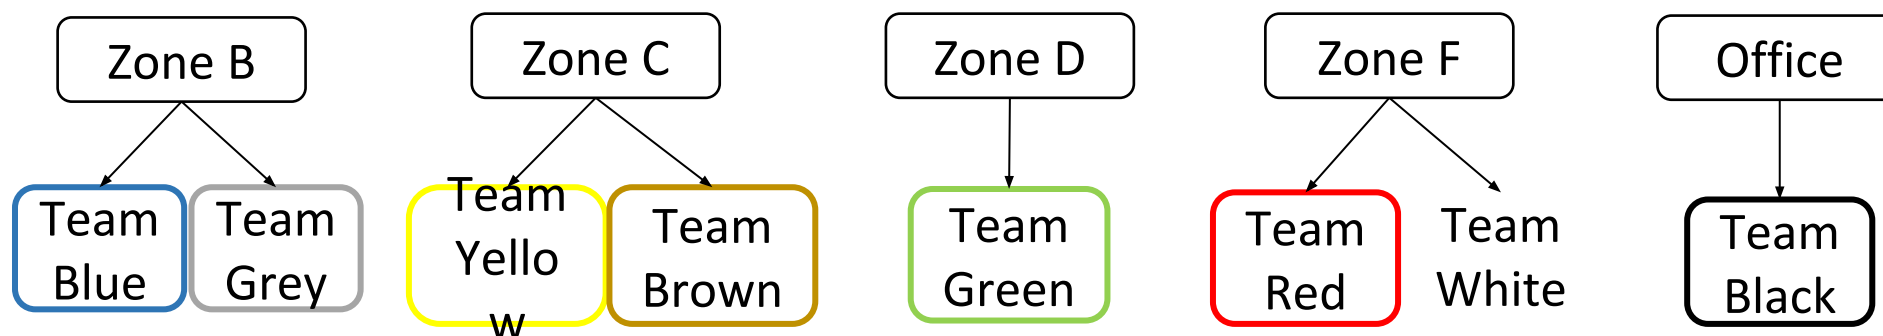 Zone B
Zone C
Zone D
Zone F
Office
Team
Blue
Team
Grey
Team
Yello
w
Team
Brown
Team
Green
Team
Red
Team
White
Team
Black